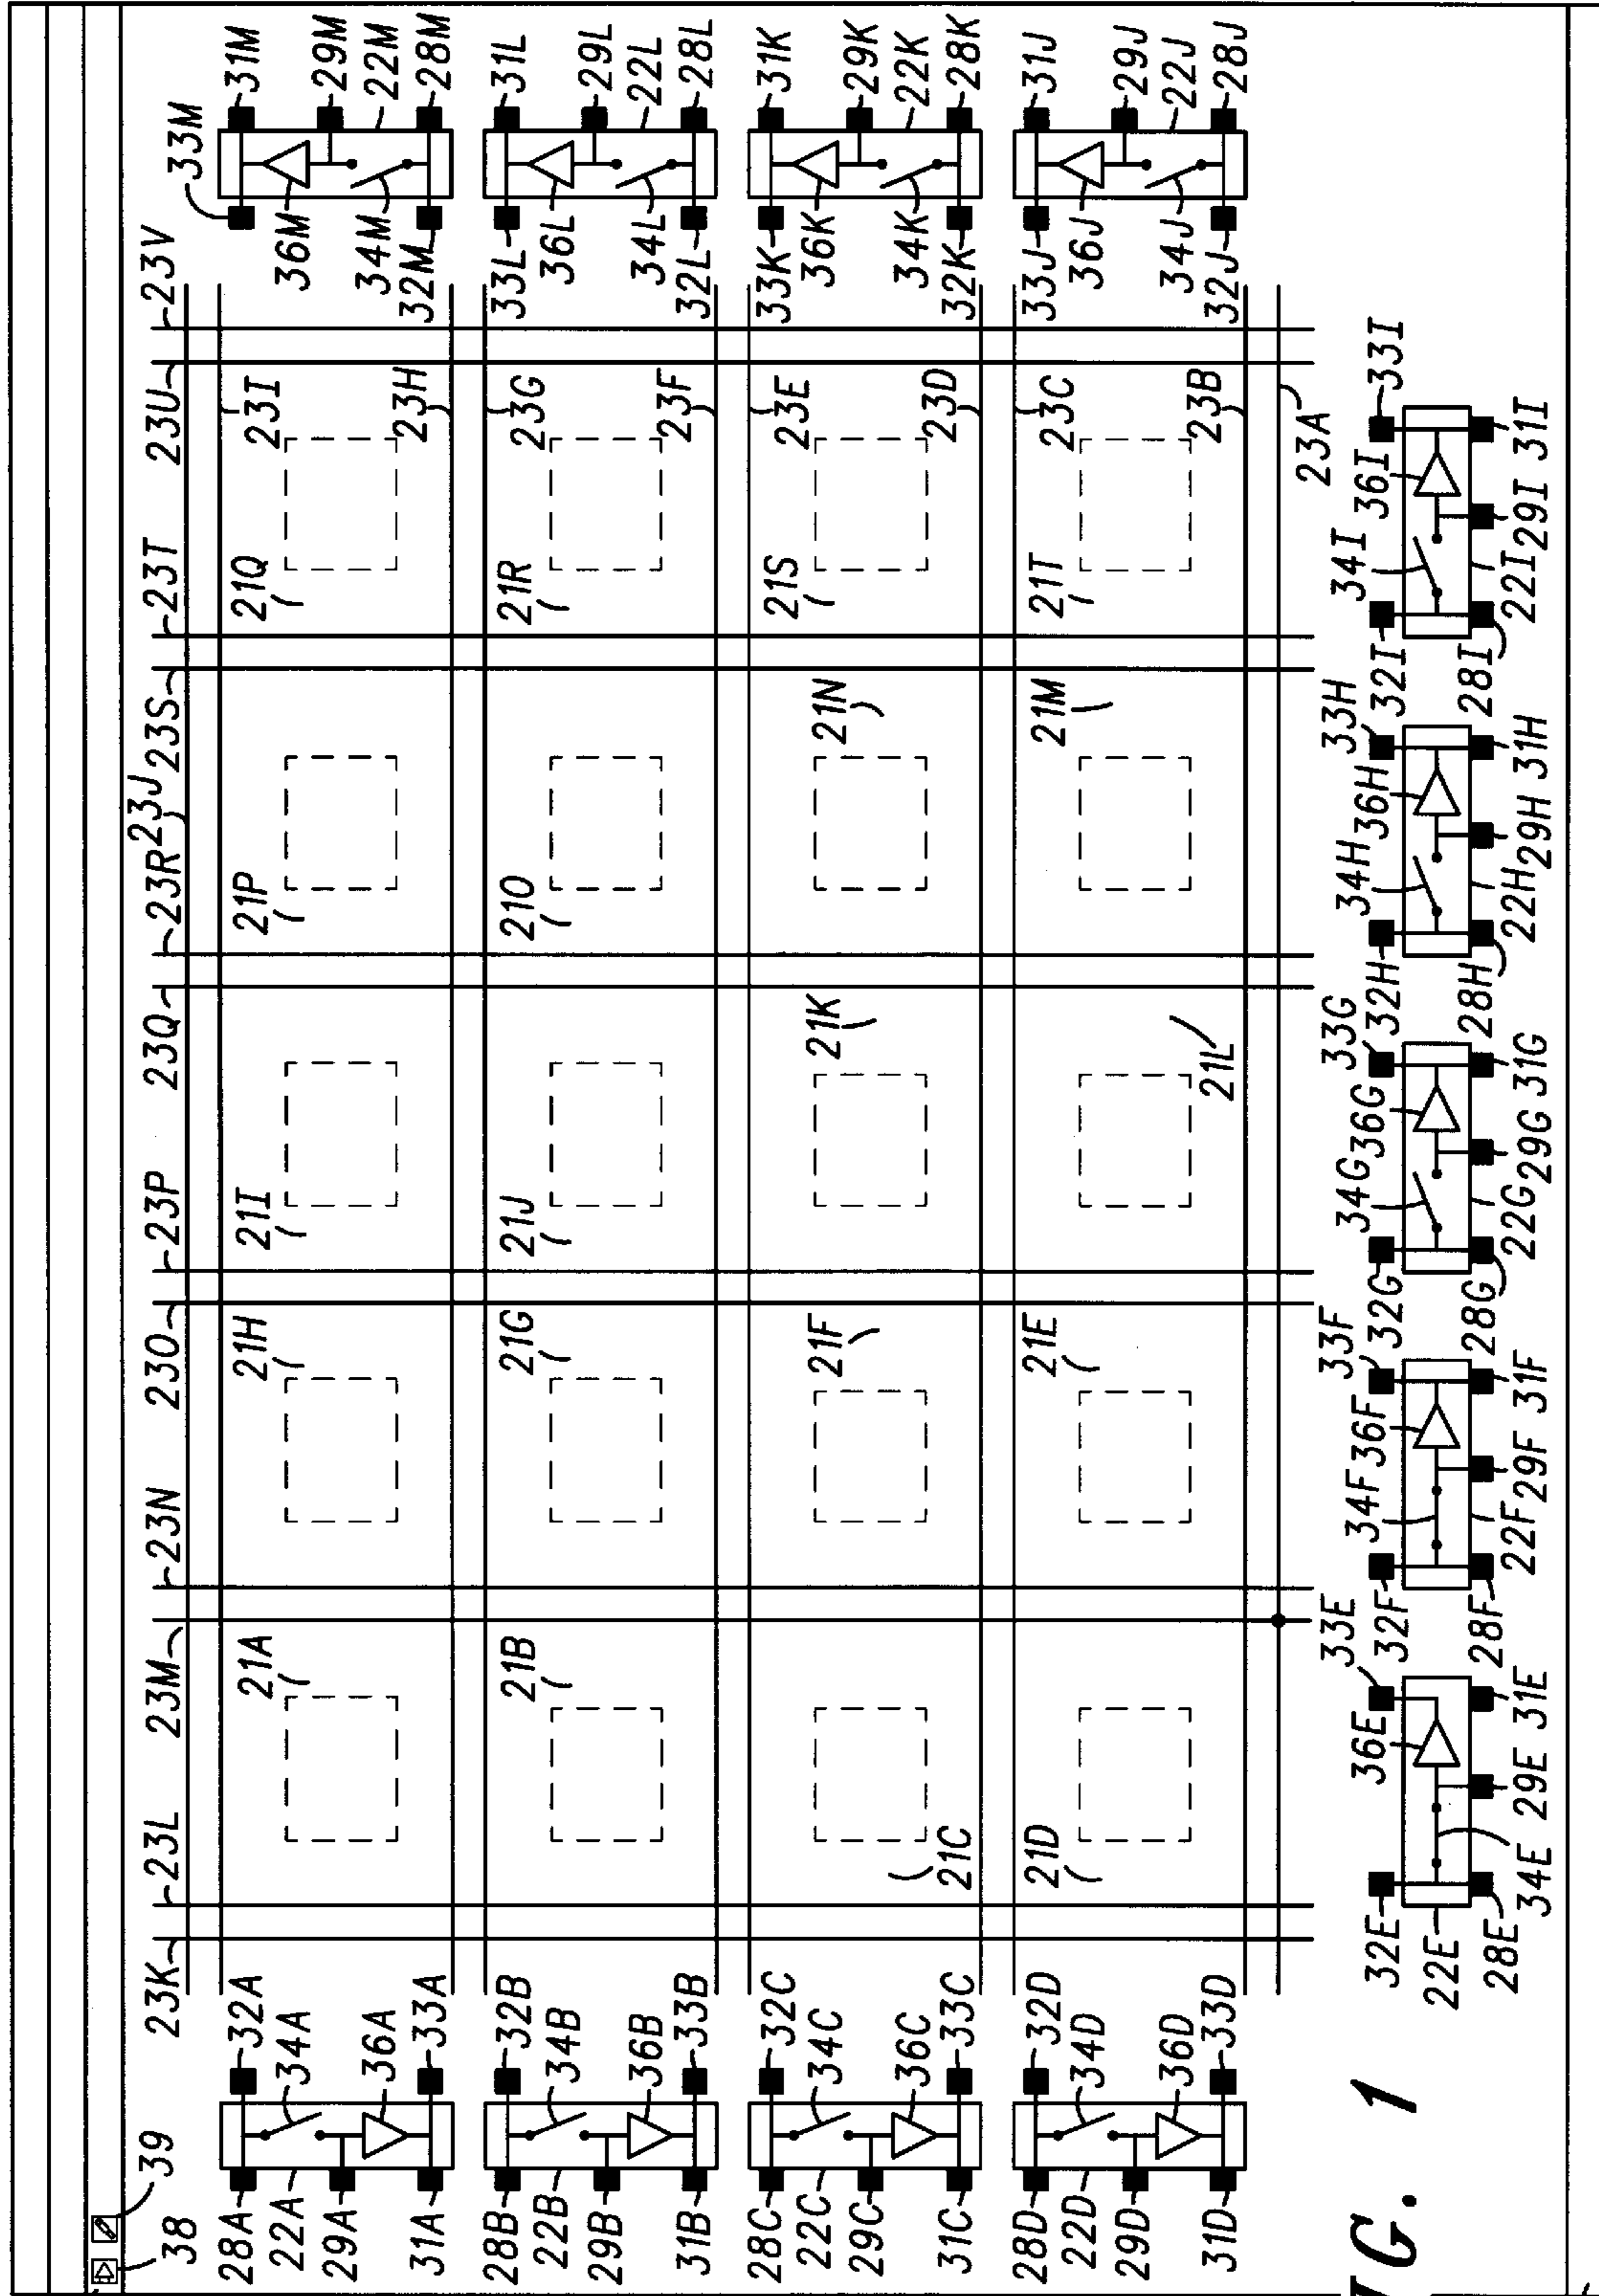 38 39
23K 23L 23M 23N 23O 23P 23Q 23R 23J 23S 23T 23U 23V 33M
28A 32A 21A 21H 21I 21P 21Q 23I 31M
22A 34A 36M 29M
29A 36A 34M 22M
31A 33A 23H 32M 28M
28B 32B 21B 21G 21J 21O 21R 23G 33L 31L
22B 34B 36L 29L
29B 36B 34L 22L
31B 33B 23F 32L 28L
28C 32C 21F 21K 21N 21S 23E 33K 31K
22C 34C 36K 29K
29C 36C 34K 22K
31C 33C 21C 23D 32K 28K
28D 32D 21D 21E 21M 21T 23C 33J 31J
22D 34D 36J 29J
29D 36D 34J 22J
31D 33D 21L 23B 32J 28J
23A
33E 33F 33G 33H
36E 34F 36F 34G 36G 34H 36H 34I 36I 33I
32E 32F 32G 32H 32I
22E
28E 28F 28G 28H 28I
34E 29E 31E 22F 29F 31F 22G 29G 31G 22H 29H 31H 22I 29I 31I
IG. 1